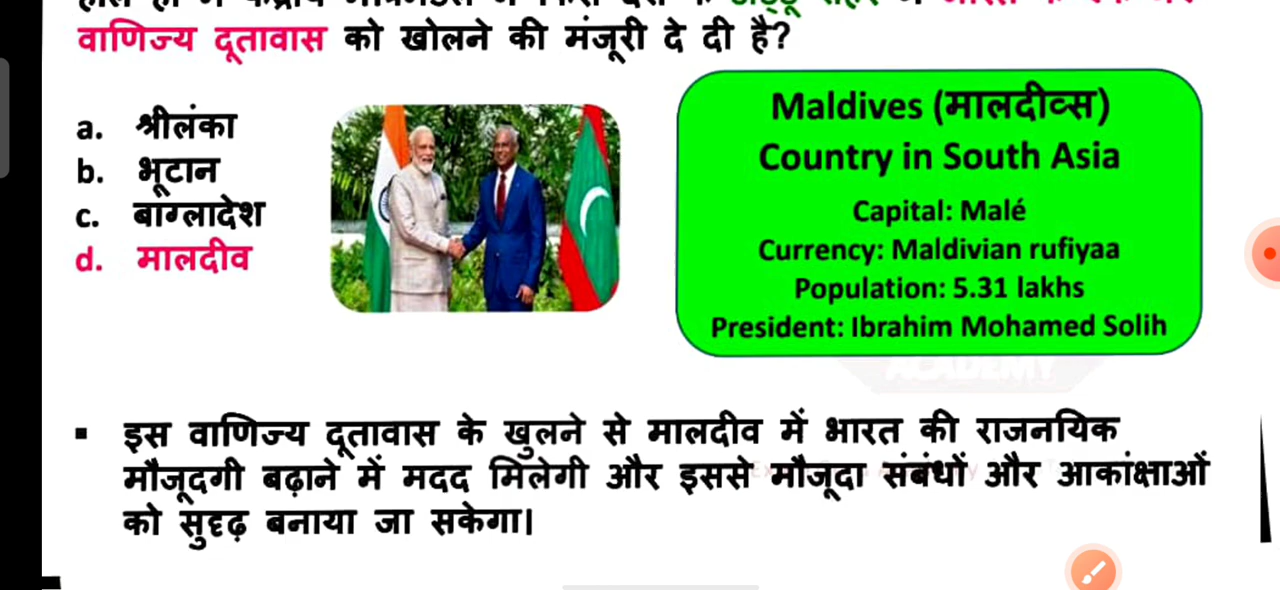 वाणिज्य दूतावास को खोलने की मंजूरी दे दी है?
a. श्रीलंका
b. भूटान
c. बांग्लादेश
d. मालदीव
Maldives (मालदीव्स)
Country in South Asia
Capital: Malé
Currency: Maldivian rufiyaa
Population: 5.31 lakhs
President: Ibrahim Mohamed Solih
ACADEMY
▪ इस वाणिज्य दूतावास के खुलने से मालदीव में भारत की राजनयिक
मौजूदगी बढ़ाने में मदद मिलेगी और इससे मौजूदा संबंधों और आकांक्षाओं
को सुदृढ़ बनाया जा सकेगा।